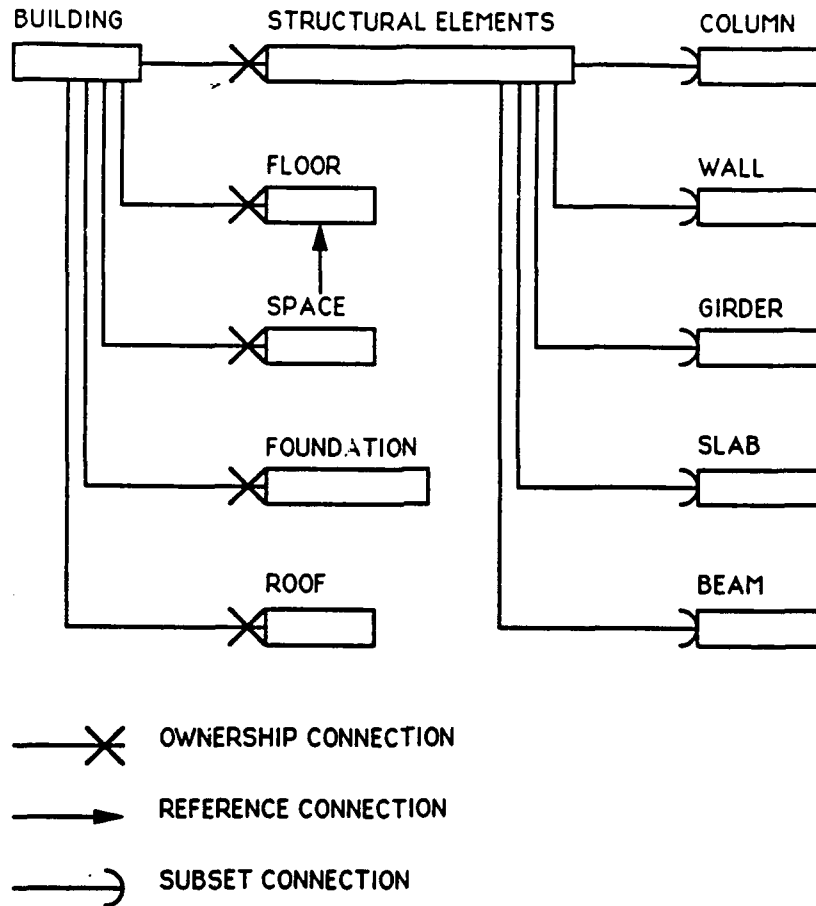 BUILDING
STRUCTURAL ELEMENTS
COLUMN
FLOOR
WALL
SPACE
GIRDER
FOUNDATION
SLAB
ROOF
BEAM
OWNERSHIP CONNECTION
REFERENCE CONNECTION
SUBSET CONNECTION